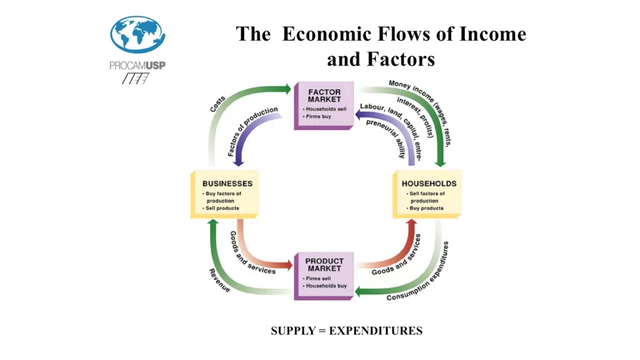 The Economic Flows of Income
and Factors
PROCAMUSP
FACTOR
MARKET
• Households sell
• Firms buy
Costs
Factors of production
Money income (wages, rents,
interest, profits)
Labour, land, capital, entre-
preneurial ability
BUSINESSES
• Buy factors of
production
• Sell products
HOUSEHOLDS
• Sell factors of
production
• Buy products
Goods and services
Revenue
PRODUCT
MARKET
• Firms sell
• Households buy
Goods and services
Consumption expenditures
SUPPLY = EXPENDITURES